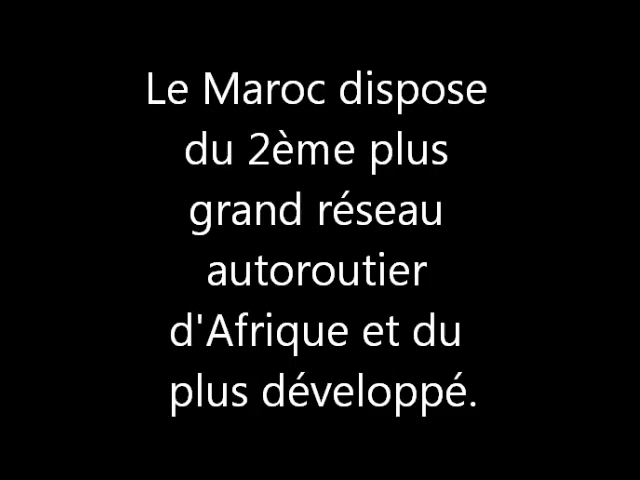 Le Maroc dispose
du 2ème plus
grand réseau
autoroutier
d'Afrique et du
plus développé.